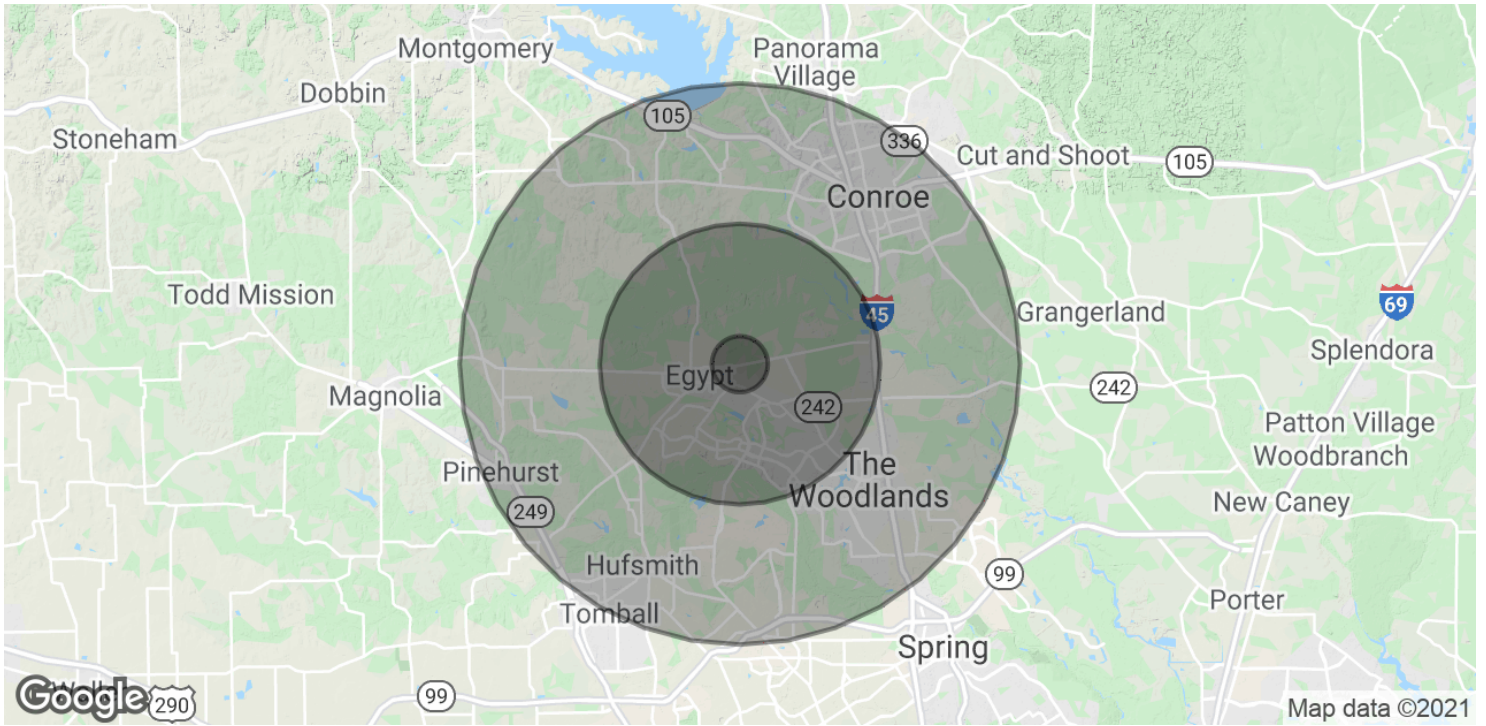 Montgomery
Panorama
Village
Dobbin
105
Stoneham
336
Cut and Shoot
105
Conroe
Todd Mission
45
Grangerland
69
Splendora
Egypt
Magnolia
242
242
Patton Village
Woodbranch
The
Woodlands
Pinehurst
249
New Caney
Hufsmith
99
Tomball
Porter
Spring
Google
290
99
Map data ©2021